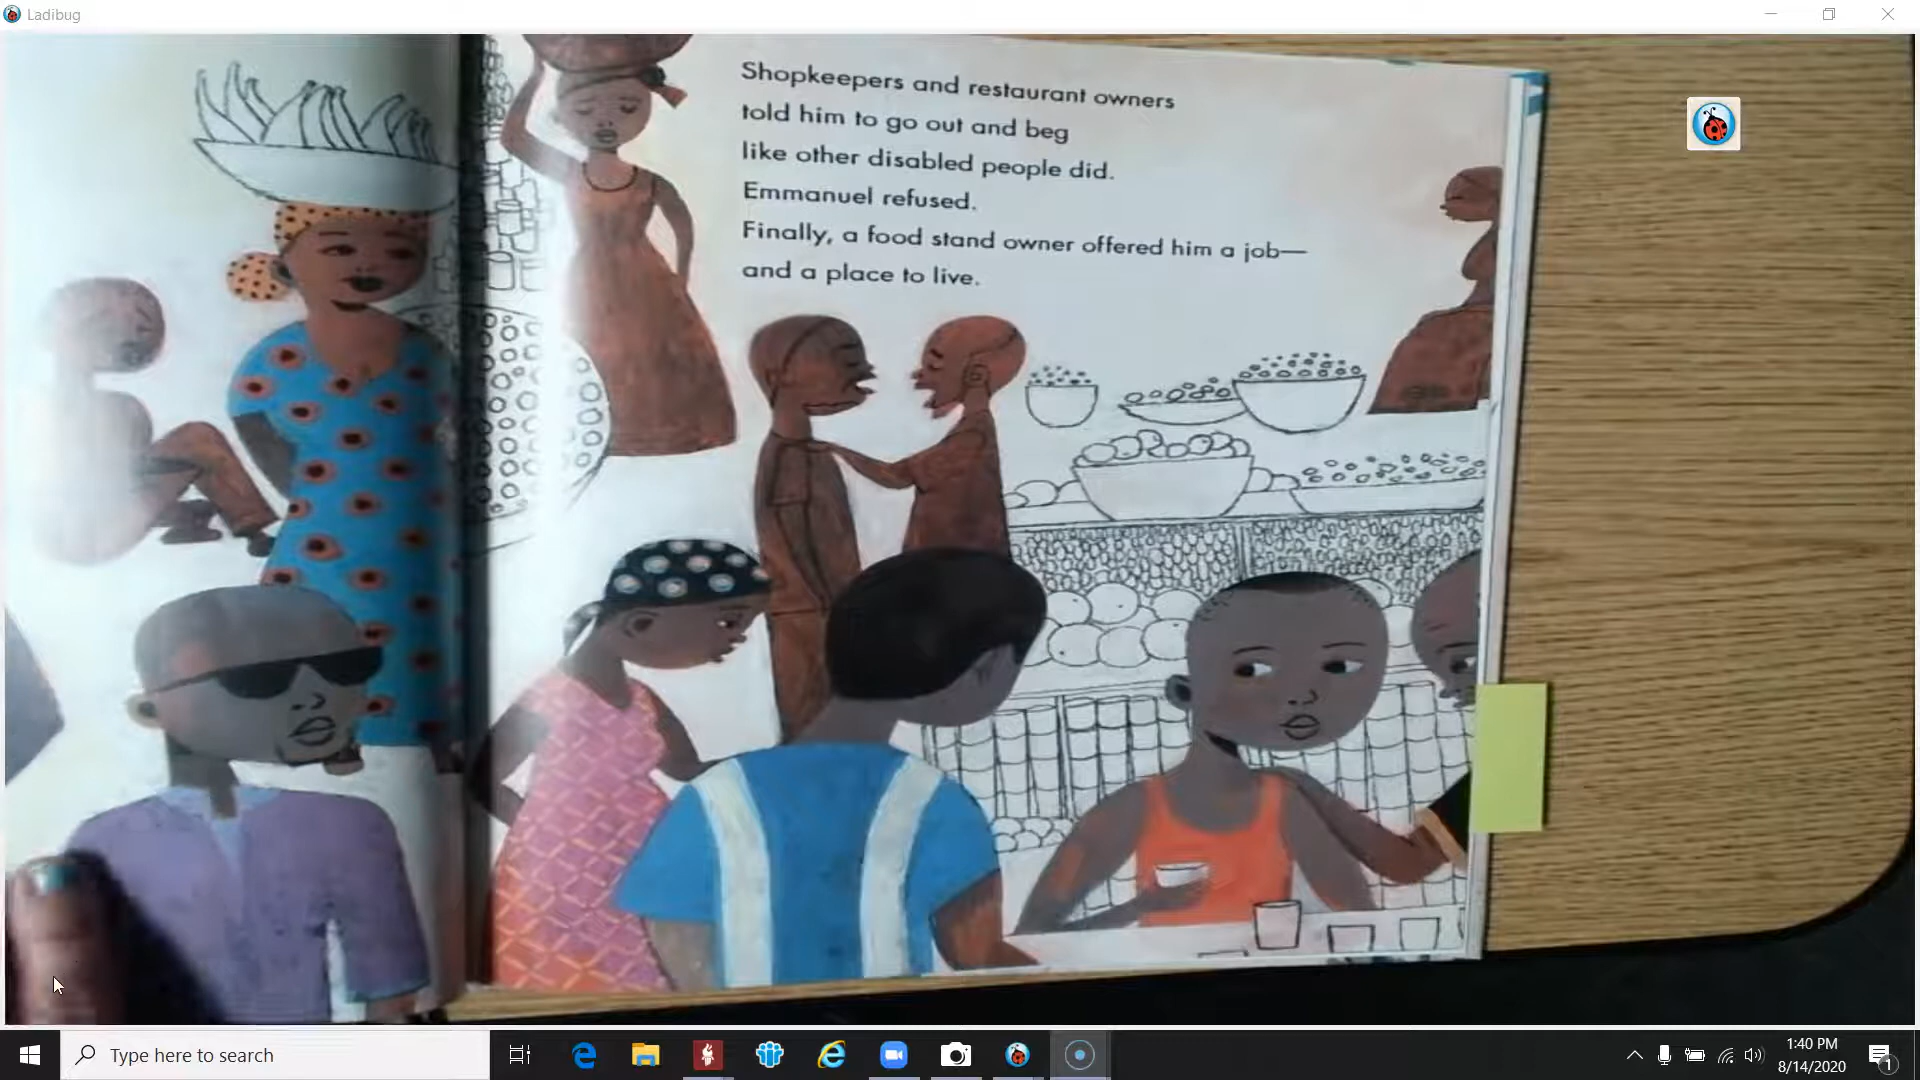 Ladibug
Shopkeepers and restaurant owners
told him to go out and beg
like other disabled people did.
Emmanuel refused.
Finally, a food stand owner offered him a job—
and a place to live.
Type here to search
1:40 PM
8/14/2020
1